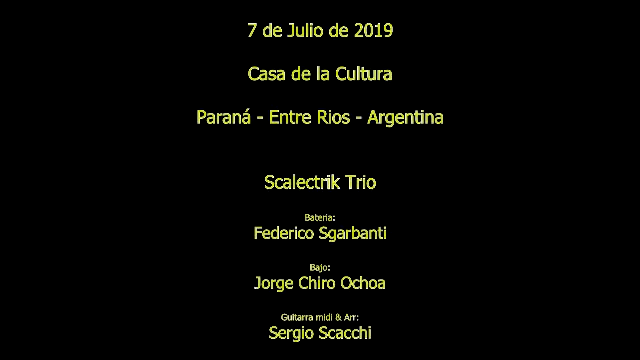 7 de Julio de 2019
Casa de la Cultura
Paraná - Entre Rios - Argentina
Scalectrik Trio
Bateria:
Federico Sgarbanti
Bajo:
Jorge Chiro Ochoa
Guitarra midi & Arr:
Sergio Scacchi